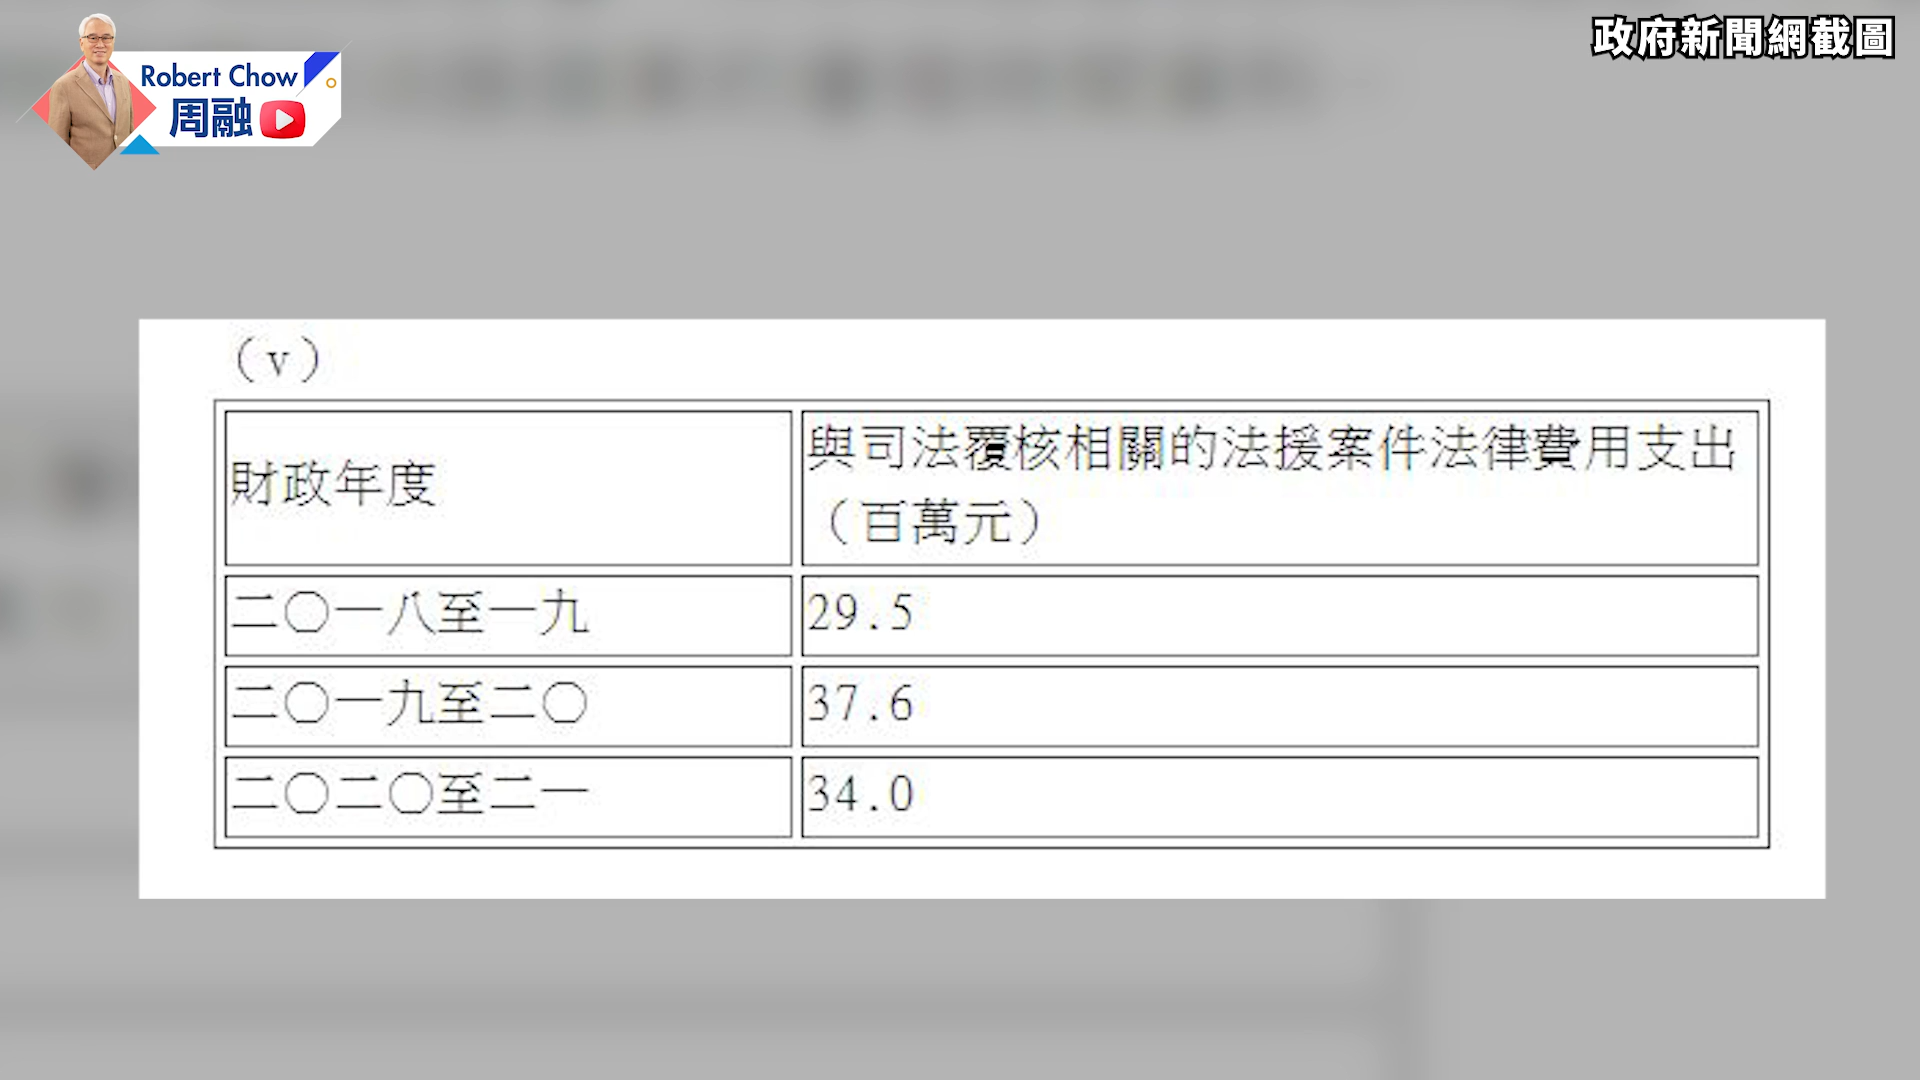 Robert Chow
周融
政府新聞網截圖
（v）
財政年度
與司法覆核相關的法援案件法律費用支出
（百萬元）
二〇一八至一九
29.5
二〇一九至二〇
37.6
二〇二〇至二一
34.0